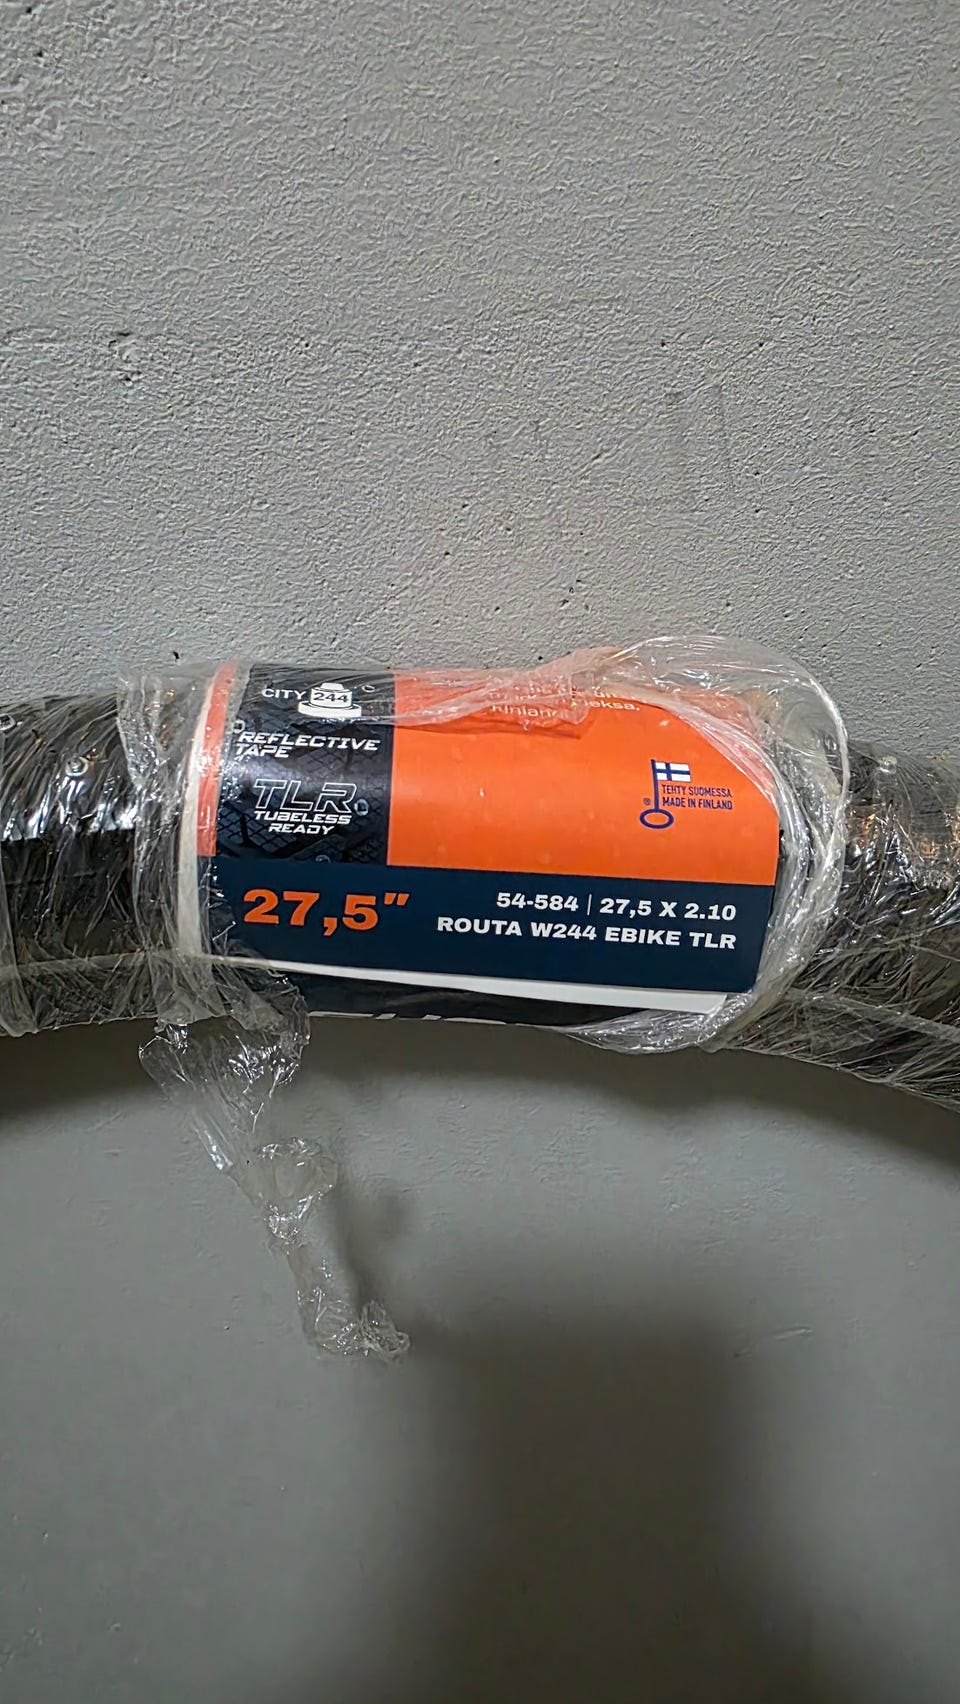 CITY 244
REFLECTIVE
TAPE
TLR
TUBELESS
READY
TEHTY SUOMESSA
® MADE IN FINLAND
27,5"
54-584 | 27,5 X 2.10
ROUTA W244 EBIKE TLR